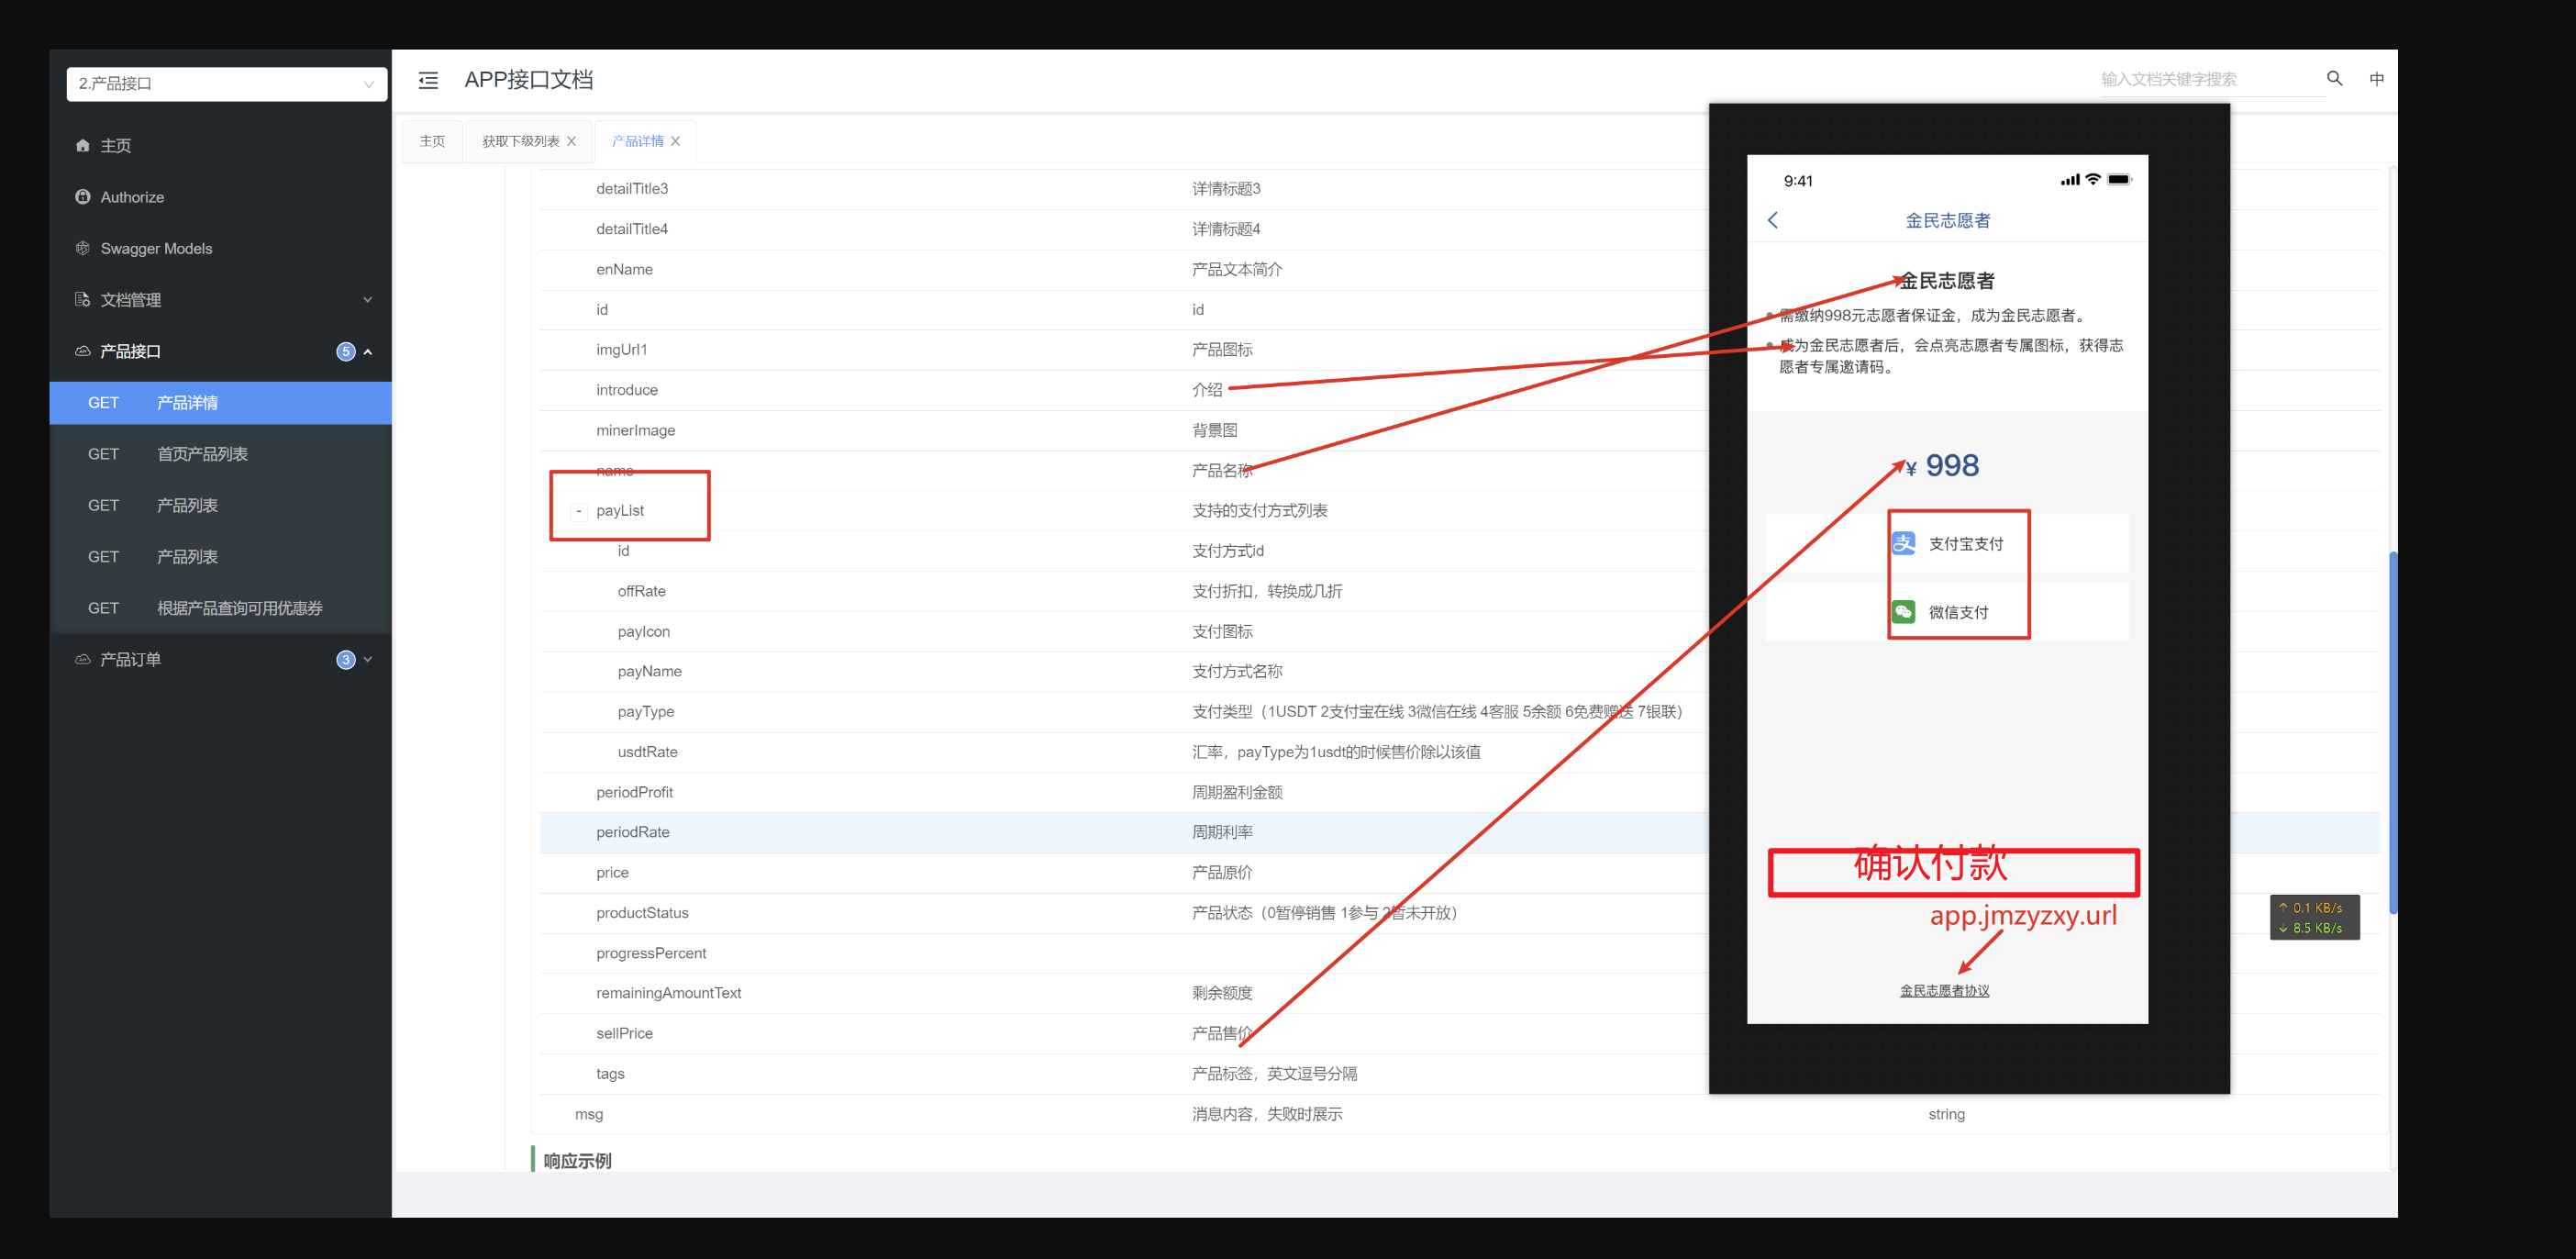 2.产品接口
主页
Authorize
Swagger Models
文档管理
产品接口
5
GET 产品详情
GET 首页产品列表
GET 产品列表
GET 产品列表
GET 根据产品查询可用优惠券
产品订单
3
APP接口文档
输入文档关键字搜索
中
主页
获取下级列表
产品详情
detailTitle3 详情标题3
detailTitle4 详情标题4
enName 产品文本简介
id id
imgUrl1 产品图标
introduce 介绍
minerImage 背景图
name 产品名称
- payList 支持的支付方式列表
id 支付方式id
offRate 支付折扣，转换成几折
payIcon 支付图标
payName 支付方式名称
payType 支付类型（1USDT 2支付宝在线 3微信在线 4客服 5余额 6免费赠送 7银联）
usdtRate 汇率，payType为1usdt的时候售价除以该值
periodProfit 周期盈利金额
periodRate 周期利率
price 产品原价
productStatus 产品状态（0暂停销售 1参与 2暂未开放）
progressPercent
remainingAmountText 剩余额度
sellPrice 产品售价
tags 产品标签，英文逗号分隔
msg 消息内容，失败时展示 string
响应示例
9:41
金民志愿者
金民志愿者
需缴纳998元志愿者保证金，成为金民志愿者。
成为金民志愿者后，会点亮志愿者专属图标，获得志
愿者专属邀请码。
¥ 998
支 支付宝支付
微信支付
确认付款
app.jmzyzxy.url
金民志愿者协议
↑ 0.1 KB/s
↓ 8.5 KB/s